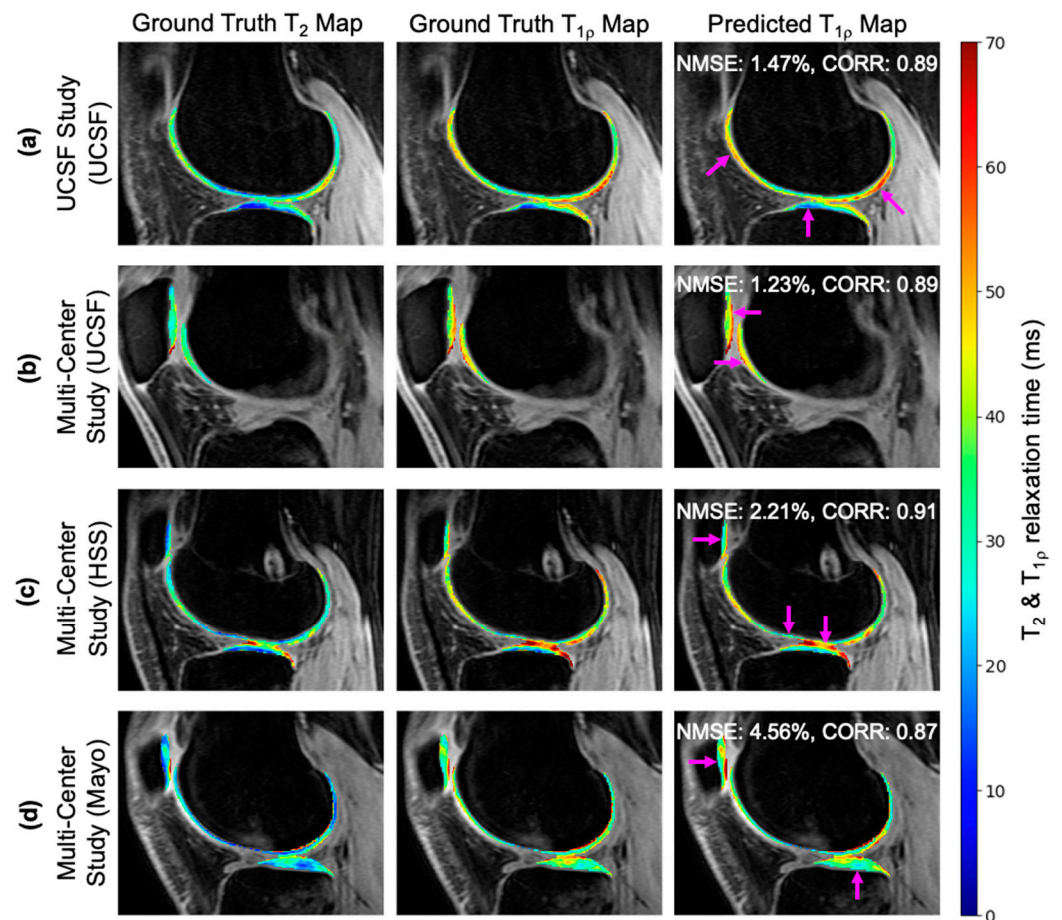 Ground Truth T₂ Map
Ground Truth T₁ρ Map
Predicted T₁ρ Map
(a)
UCSF Study
(UCSF)
NMSE: 1.47%, CORR: 0.89
(b)
Multi-Center
Study (UCSF)
NMSE: 1.23%, CORR: 0.89
(c)
Multi-Center
Study (HSS)
NMSE: 2.21%, CORR: 0.91
(d)
Multi-Center
Study (Mayo)
NMSE: 4.56%, CORR: 0.87
70
60
50
40
30
20
10
0
T₂ & T₁ρ relaxation time (ms)